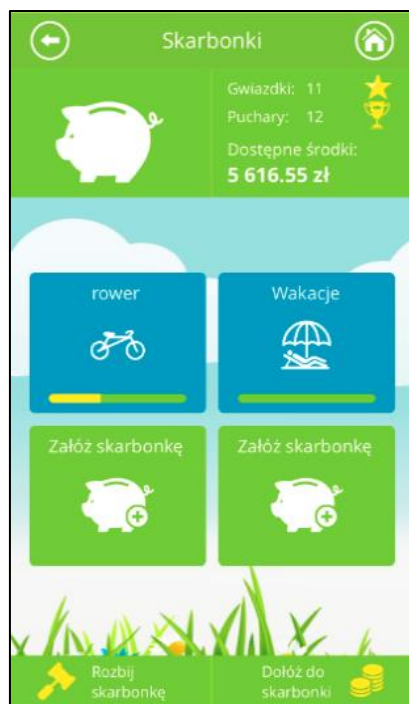 Skarbonki
Gwiazdki: 11
Puchary: 12
Dostępne środki:
5 616.55 zł
rower
Wakacje
Załóż skarbonkę
Załóż skarbonkę
Rozbij
skarbonkę
Dołóż do
skarbonki